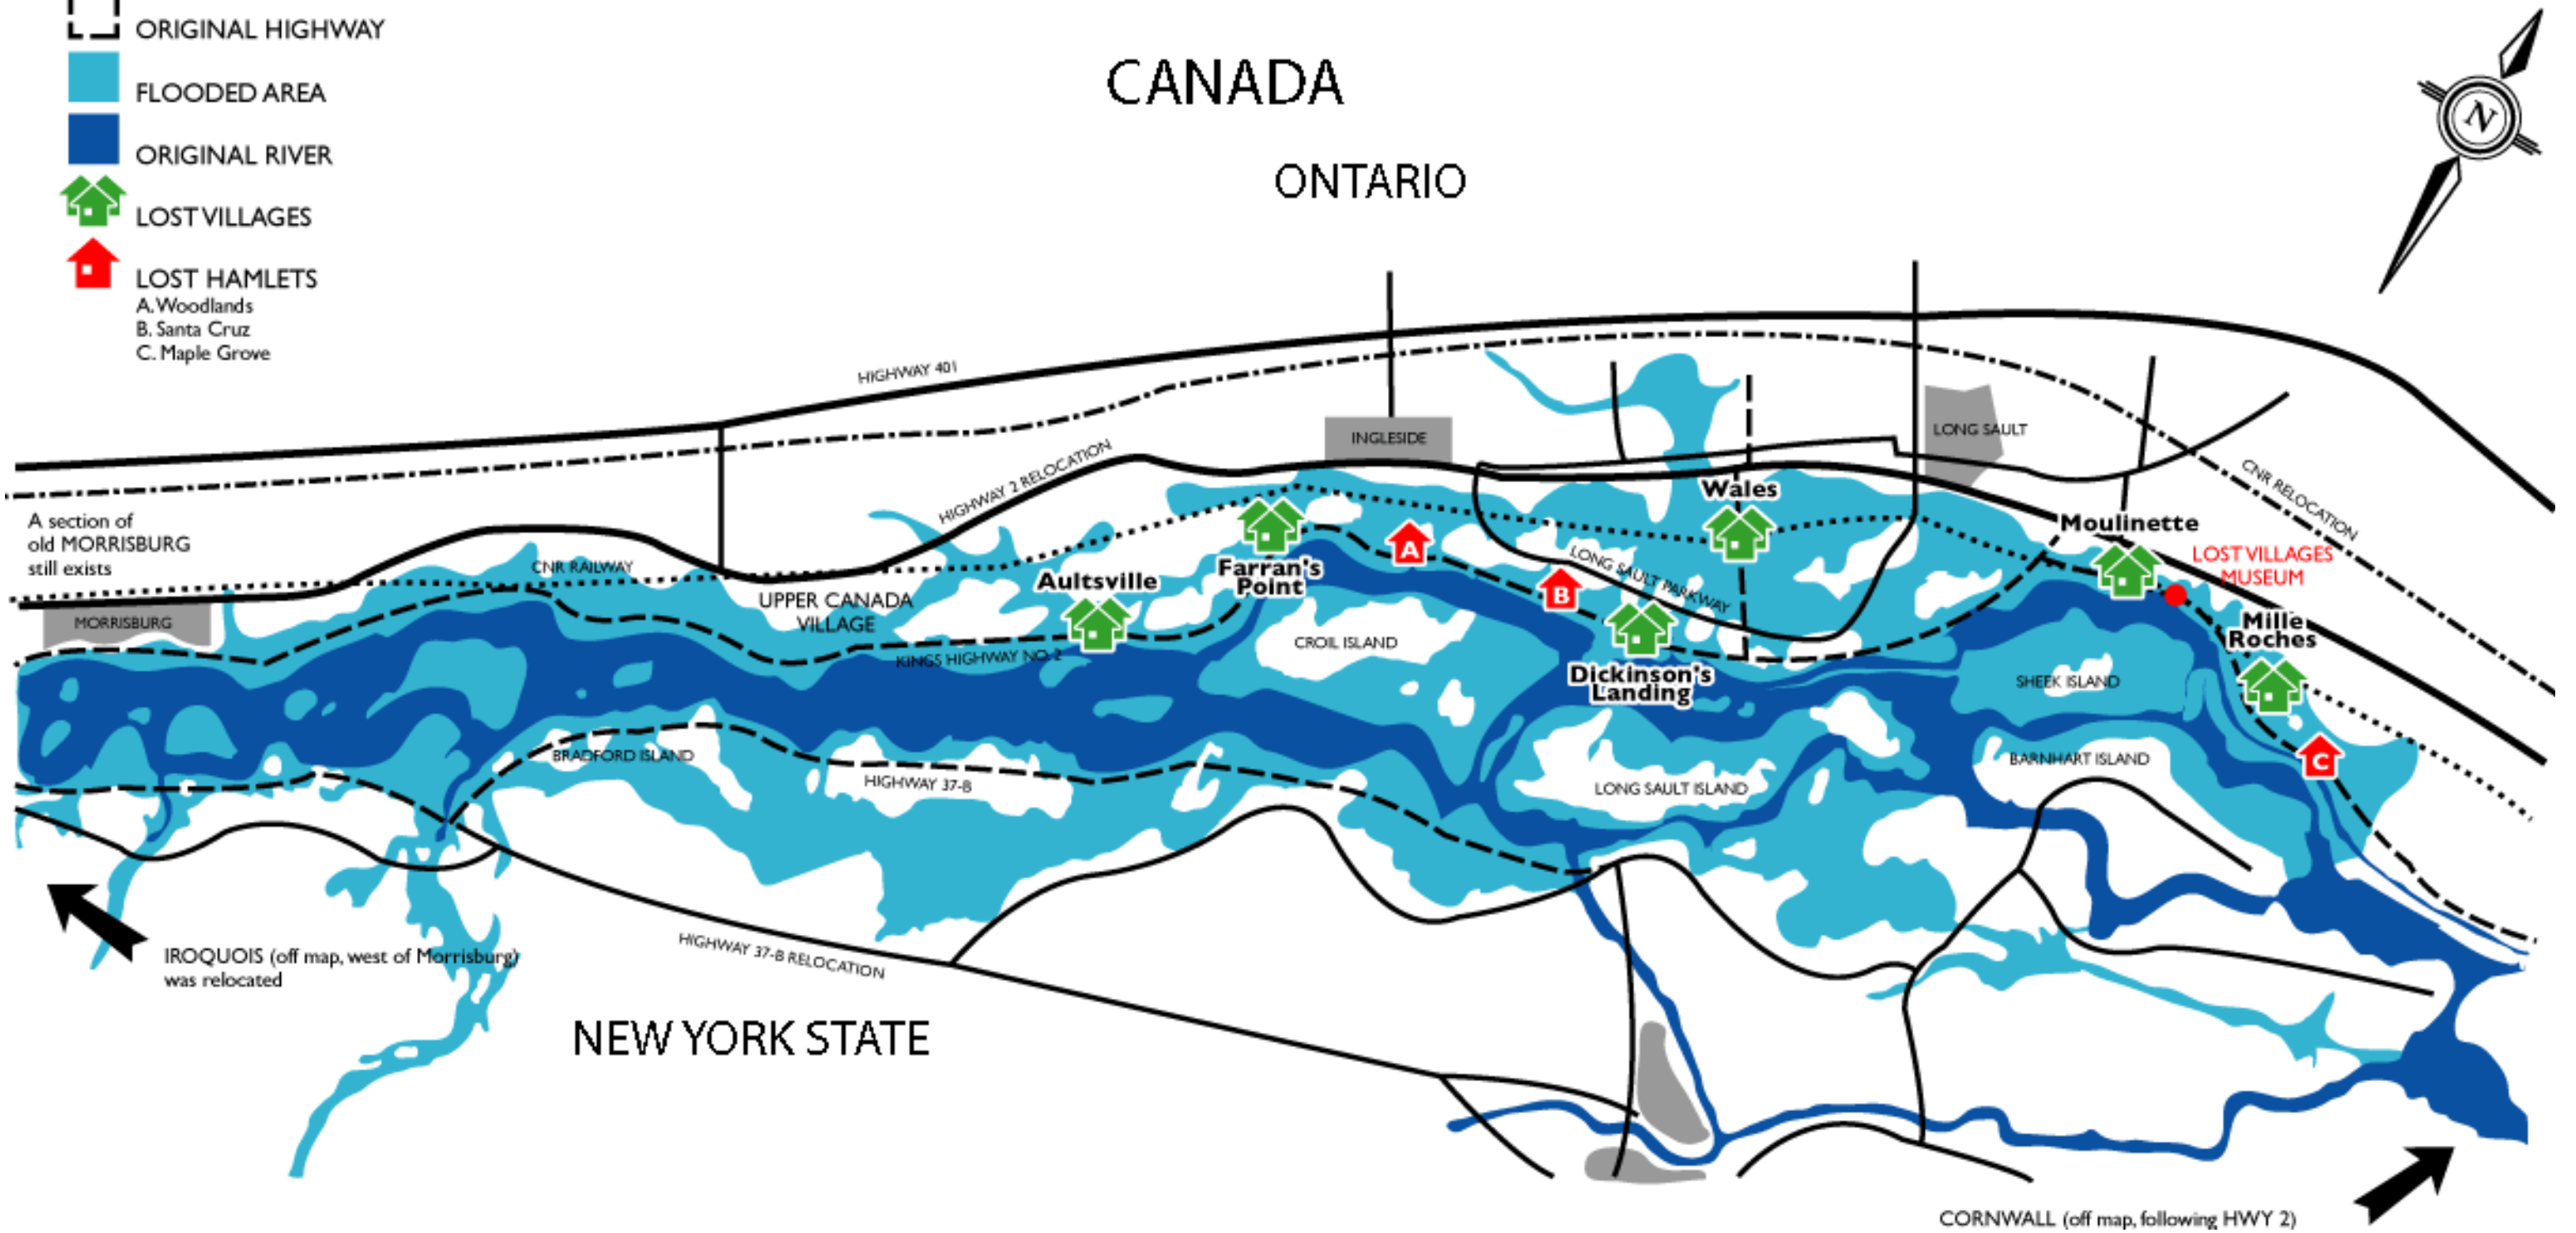 ORIGINAL HIGHWAY
FLOODED AREA
ORIGINAL RIVER
LOST VILLAGES
LOST HAMLETS
A. Woodlands
B. Santa Cruz
C. Maple Grove
CANADA
ONTARIO
N
HIGHWAY 401
HIGHWAY 2 RELOCATION
INGLESIDE
LONG SAULT
CNR RELOCATION
A section of
old MORRISBURG
still exists
MORRISBURG
CNR RAILWAY
UPPER CANADA
VILLAGE
KINGS HIGHWAY NO. 2
Aultsville
Farran's
Point
A
B
Wales
LONG SAULT PARKWAY
Dickinson's
Landing
Moulinette
LOST VILLAGES
MUSEUM
Mille
Roches
C
CROIL ISLAND
SHEEK ISLAND
BARNHART ISLAND
LONG SAULT ISLAND
BRADFORD ISLAND
HIGHWAY 37-B
HIGHWAY 37-B RELOCATION
IROQUOIS (off map, west of Morrisburg)
was relocated
NEW YORK STATE
CORNWALL (off map, following HWY 2)